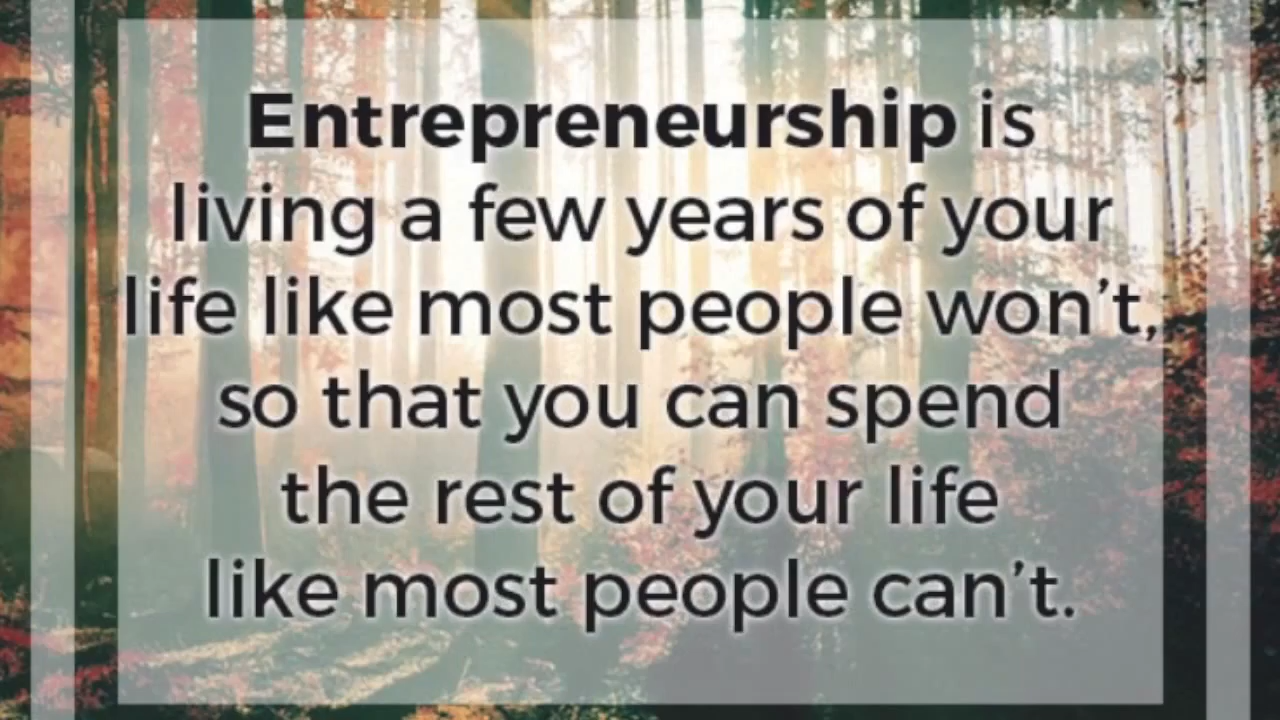 Entrepreneurship is
living a few years of your
life like most people won’t,
so that you can spend
the rest of your life
like most people can’t.